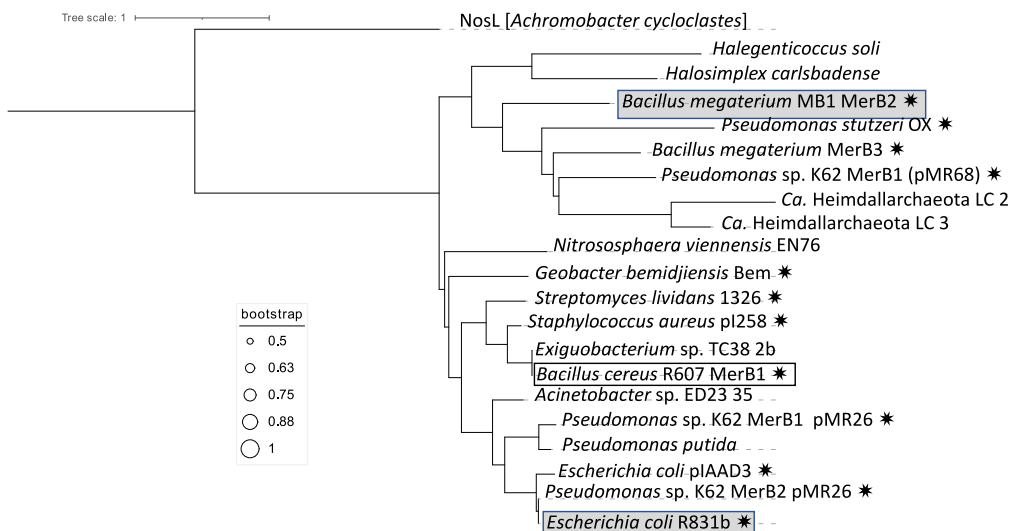 Tree scale: 1
NosL [Achromobacter cycloclastes]
Halegenticoccus soli
Halosimplex carlsbadense
Bacillus megaterium MB1 MerB2 ✷
Pseudomonas stutzeri OX ✷
Bacillus megaterium MerB3 ✷
Pseudomonas sp. K62 MerB1 (pMR68) ✷
Ca. Heimdallarchaeota LC 2
Ca. Heimdallarchaeota LC 3
Nitrososphaera viennensis EN76
Geobacter bemidjiensis Bem ✷
Streptomyces lividans 1326 ✷
Staphylococcus aureus pI258 ✷
Exiguobacterium sp. TC38 2b
Bacillus cereus R607 MerB1 ✷
Acinetobacter sp. ED23 35
Pseudomonas sp. K62 MerB1 pMR26 ✷
Pseudomonas putida
Escherichia coli pIAAD3 ✷
Pseudomonas sp. K62 MerB2 pMR26 ✷
Escherichia coli R831b ✷
bootstrap
0.5
0.63
0.75
0.88
1